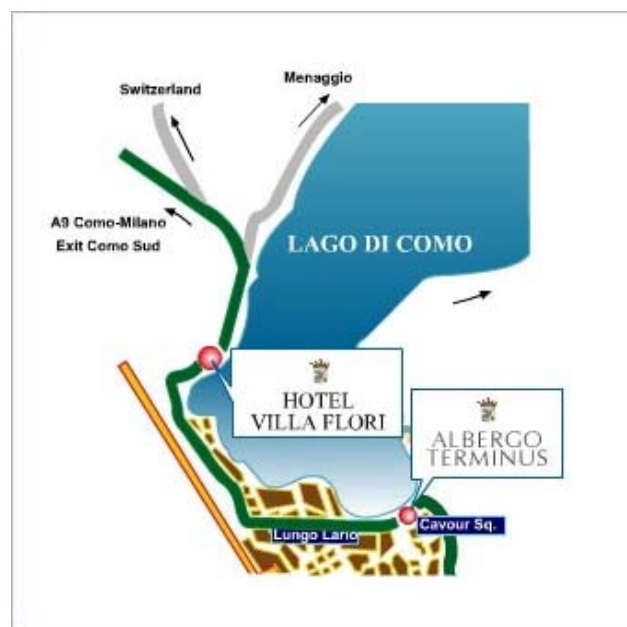 Menaggio
Switzerland
A9 Como-Milano
Exit Como Sud
LAGO DI COMO
HOTEL
VILLA FLORI
ALBERGO
TERMINUS
Cavour Sq.
Lungo Lario